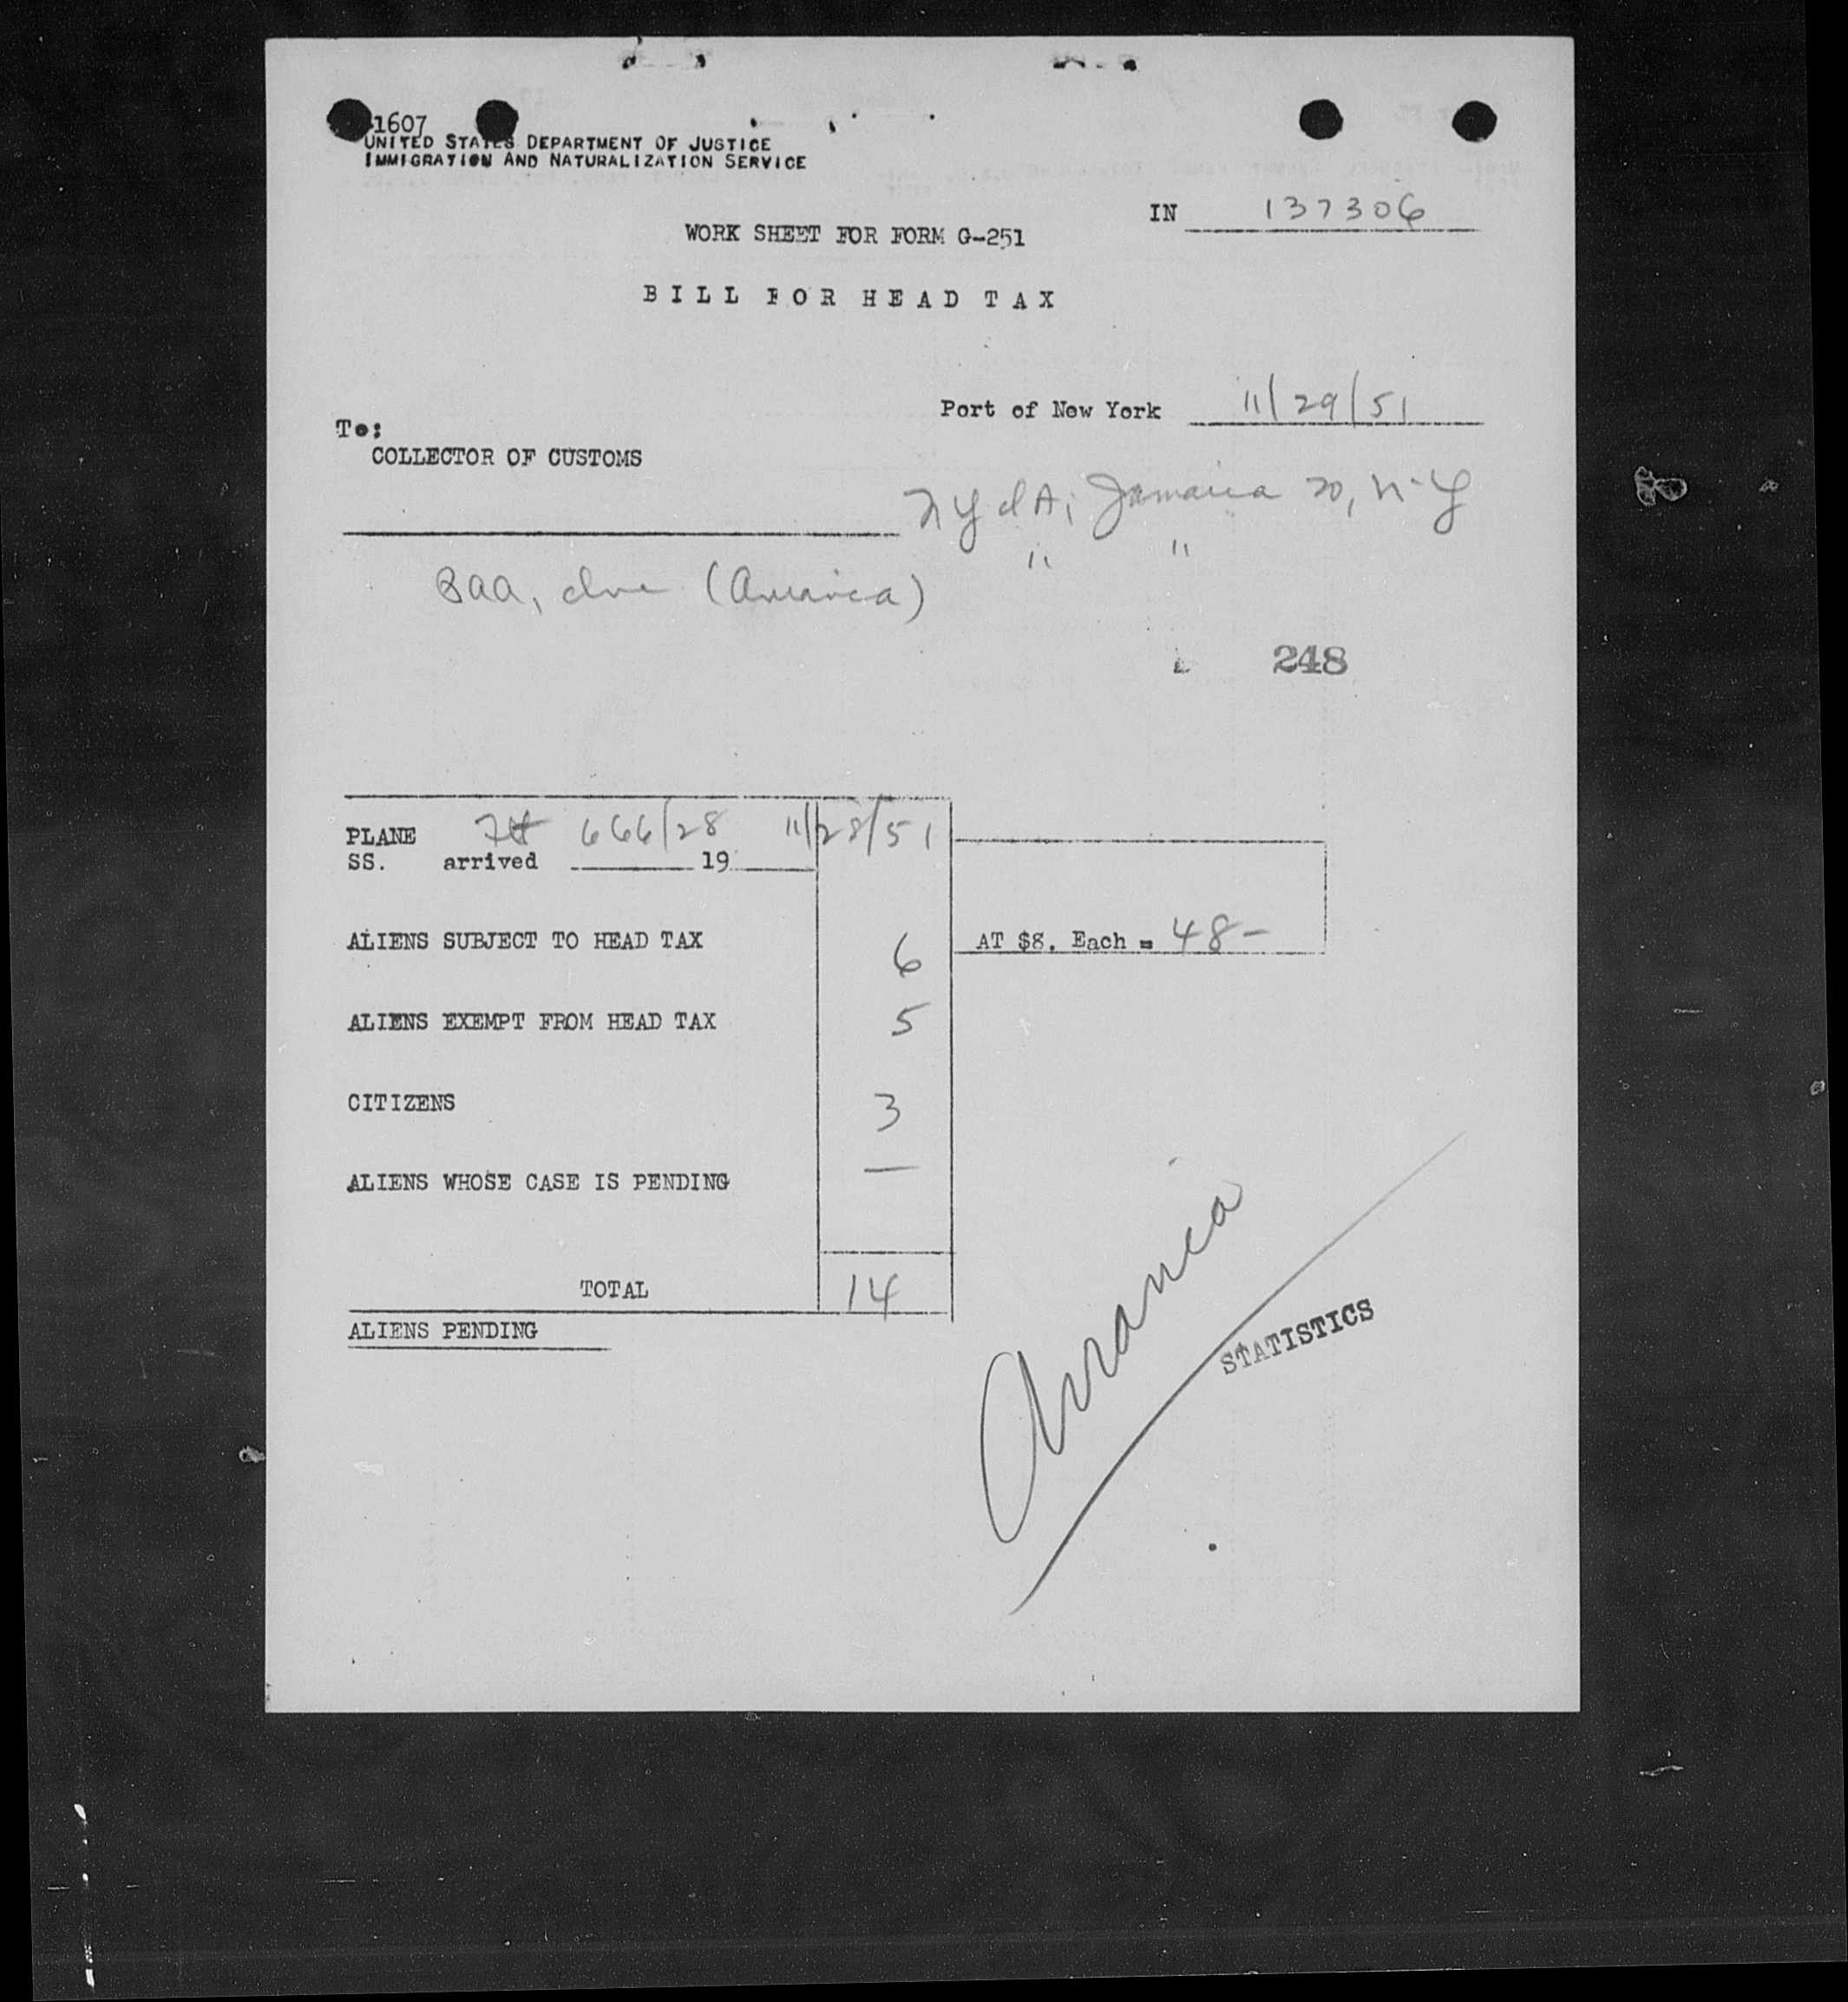 1607
UNITED STATES DEPARTMENT OF JUSTICE
IMMIGRATION AND NATURALIZATION SERVICE
IN 137306
WORK SHEET FOR FORM G-251
BILL FOR HEAD TAX
Port of New York 11/29/51
To:
COLLECTOR OF CUSTOMS
Jamaica 20, N.Y
" "
SAA, Inc
248
PLANE 666/28 11/28/51
SS. arrived 19
ALIENS SUBJECT TO HEAD TAX 6 AT $8. Each = 48-
ALIENS EXEMPT FROM HEAD TAX 5
CITIZENS 3
ALIENS WHOSE CASE IS PENDING —
TOTAL 14
ALIENS PENDING
STATISTICS